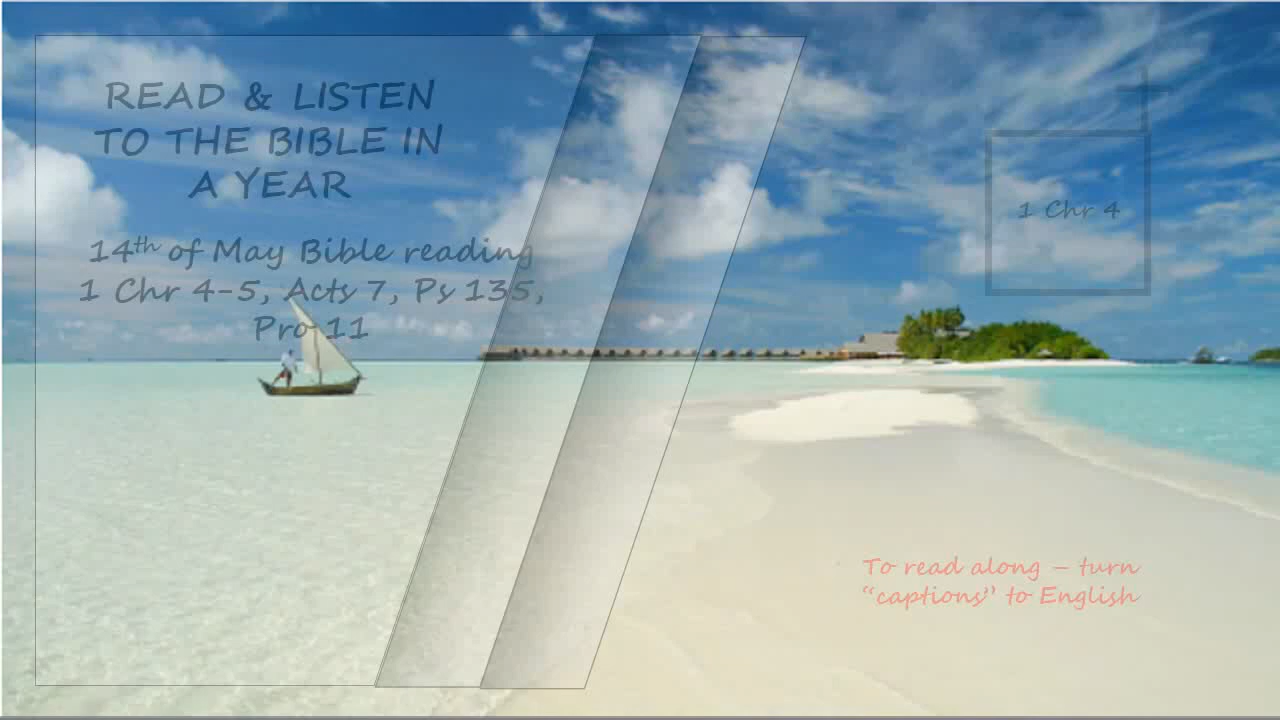 READ & LISTEN
TO THE BIBLE IN
A YEAR
14th of May Bible reading
1 Chr 4-5, Acts 7, Ps 135,
Pro 11
1 Chr 4
To read along – turn
“captions” to English